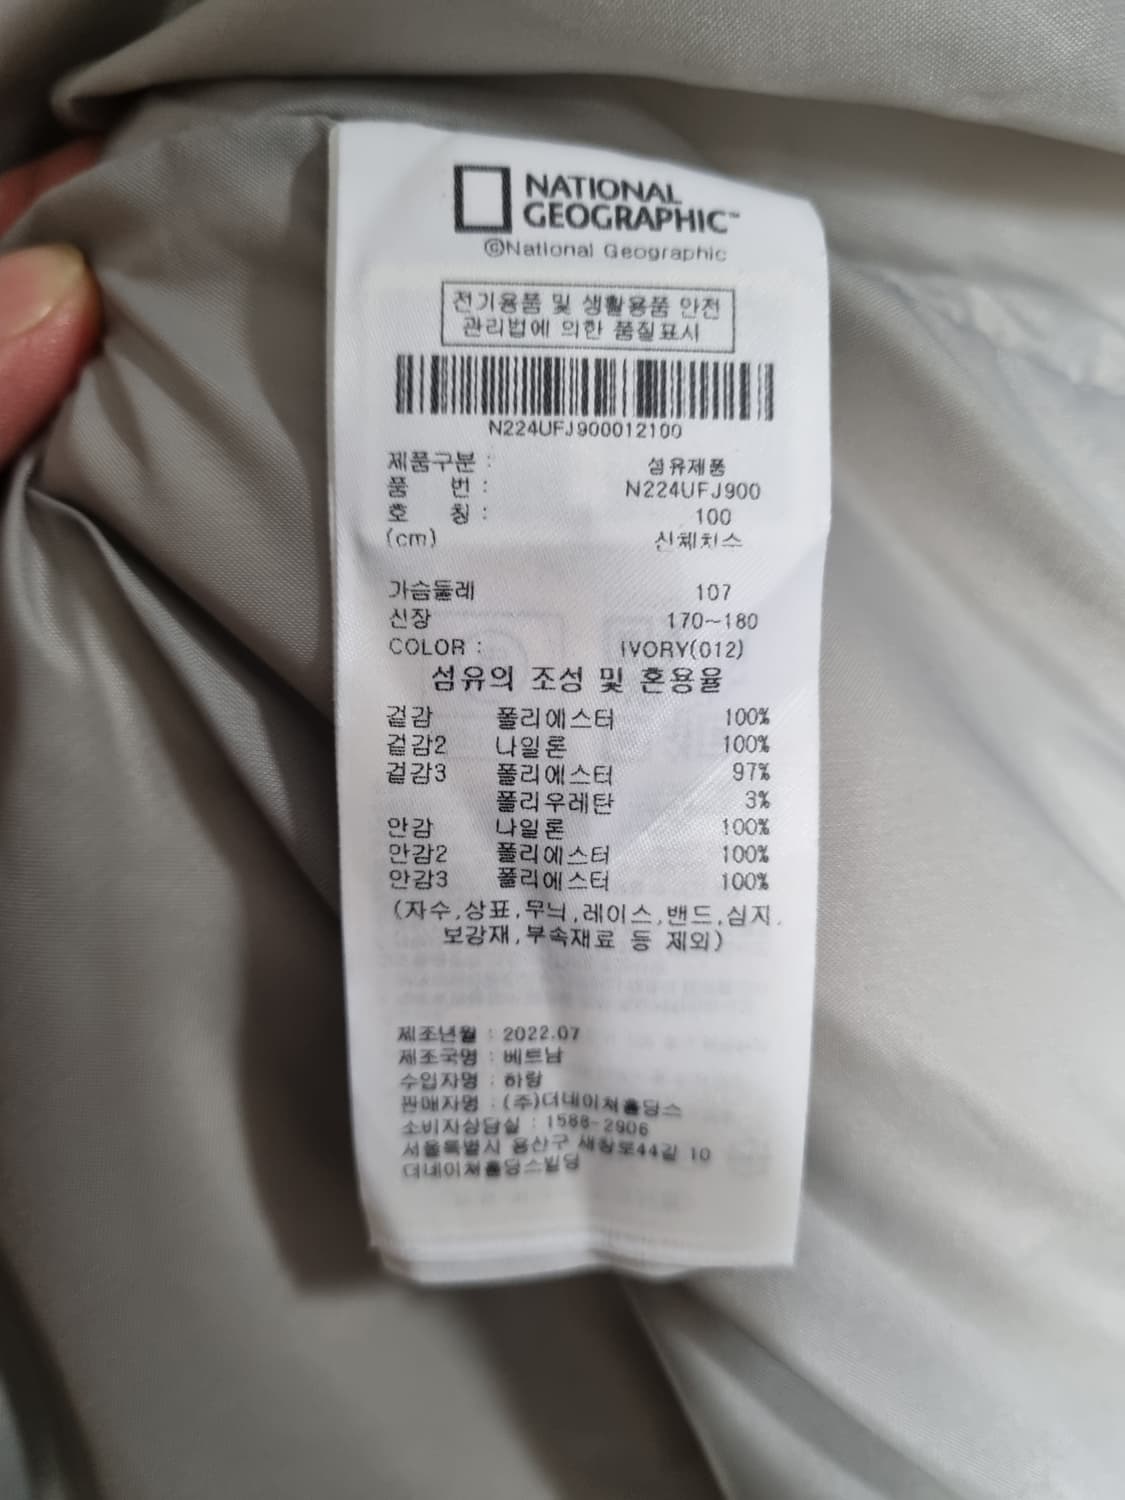 NATIONAL
GEOGRAPHIC™
©National Geographic
전기용품 및 생활용품 안전
관리법에 의한 품질표시
N224UFJ900012100
제품구분 : 섬유제품
품 번 : N224UFJ900
호 칭 : 100
(cm) 신체치수
가슴둘레 107
신장 170~180
COLOR : IVORY(012)
섬유의 조성 및 혼용율
겉감 폴리에스터 100%
겉감2 나일론 100%
겉감3 폴리에스터 97%
폴리우레탄 3%
안감 나일론 100%
안감2 폴리에스터 100%
안감3 폴리에스터 100%
(자수,상표,무늬,레이스,밴드,심지,
보강재,부속재료 등 제외)
제조년월 : 2022.07
제조국명 : 베트남
수입자명 : 하랑
판매자명 : (주)더네이쳐홀딩스
소비자상담실 : 1588-2906
서울특별시 용산구 새창로44길 10
더네이쳐홀딩스빌딩